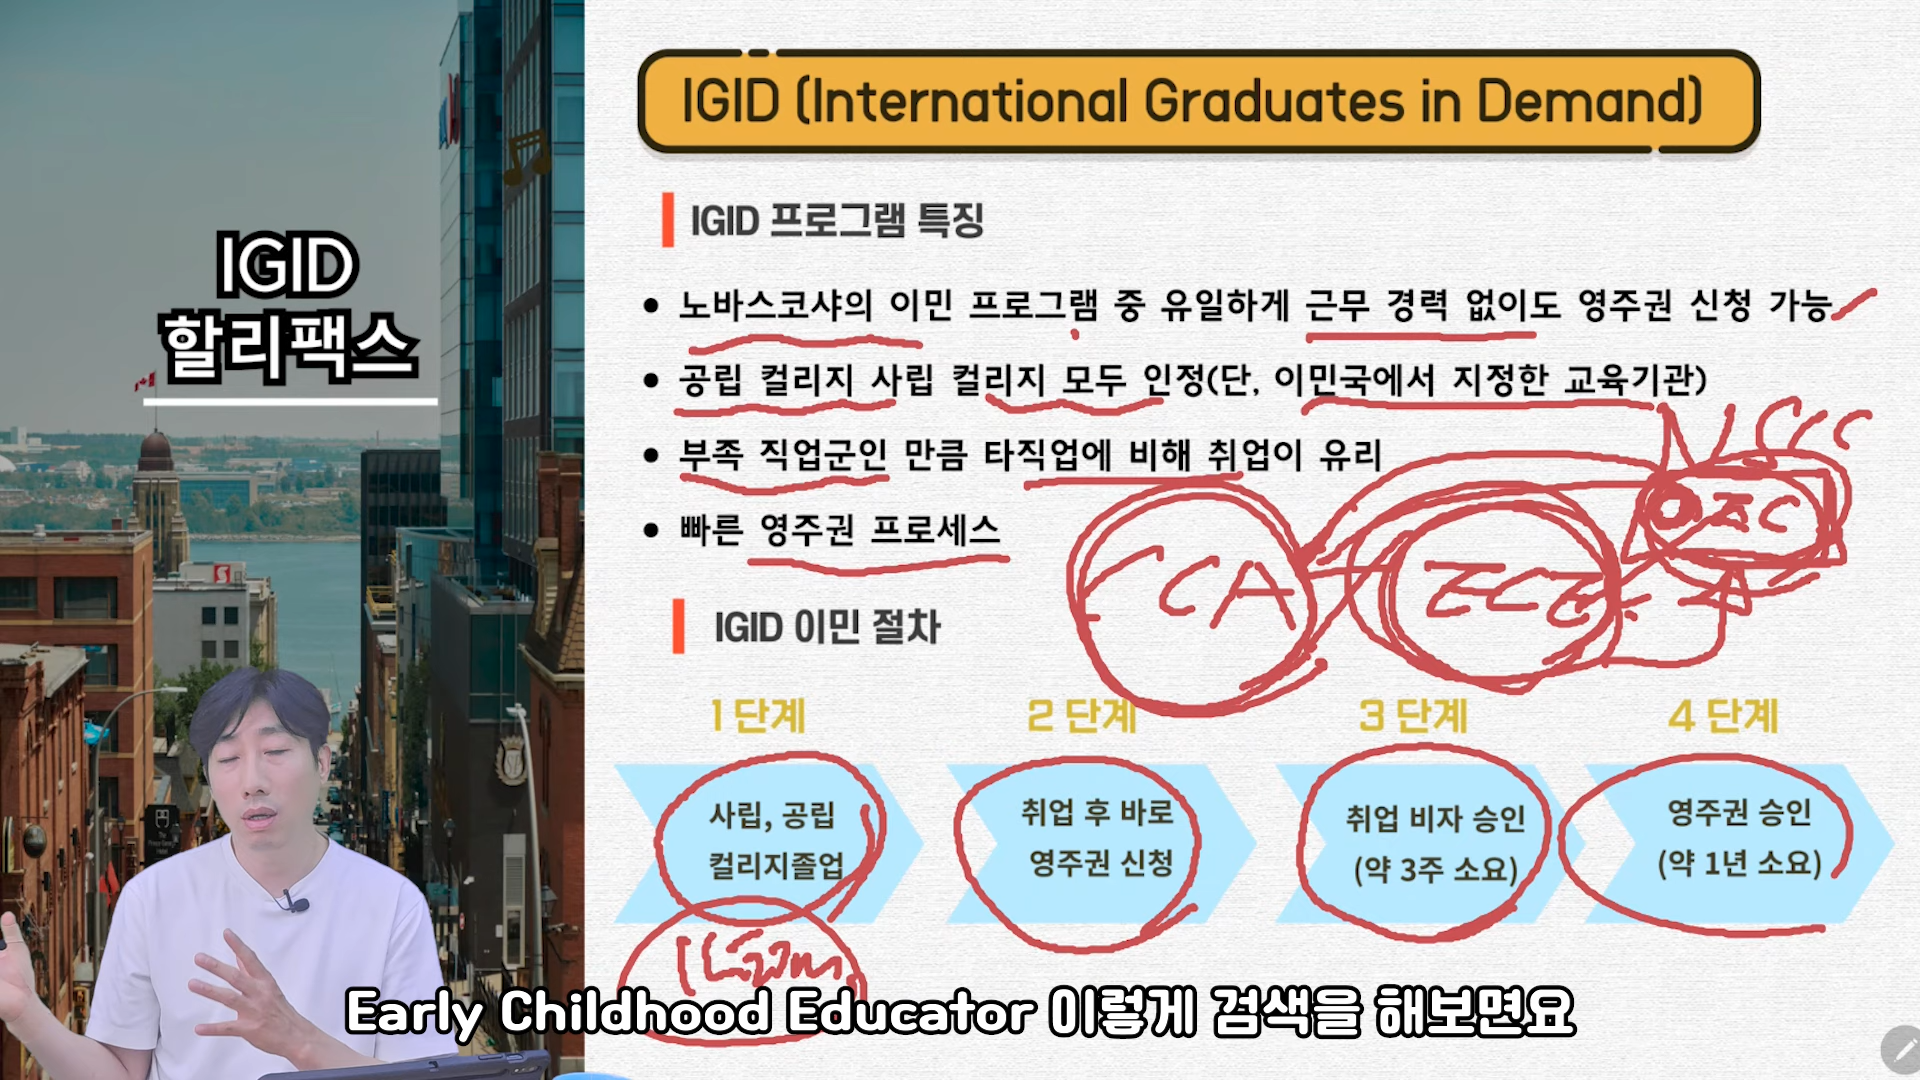 IGID (International Graduates in Demand)
IGID
할리팩스
IGID 프로그램 특징
• 노바스코샤의 이민 프로그램 중 유일하게 근무 경력 없이도 영주권 신청 가능
• 공립 컬리지 사립 컬리지 모두 인정(단, 이민국에서 지정한 교육기관)
• 부족 직업군인 만큼 타직업에 비해 취업이 유리
• 빠른 영주권 프로세스
NSCC
CCA
ECE
IGID 이민 절차
1 단계
2 단계
3 단계
4 단계
사립, 공립
컬리지졸업
취업 후 바로
영주권 신청
취업 비자 승인
(약 3주 소요)
영주권 승인
(약 1년 소요)
Early Childhood Educator 이렇게 검색을 해보면요